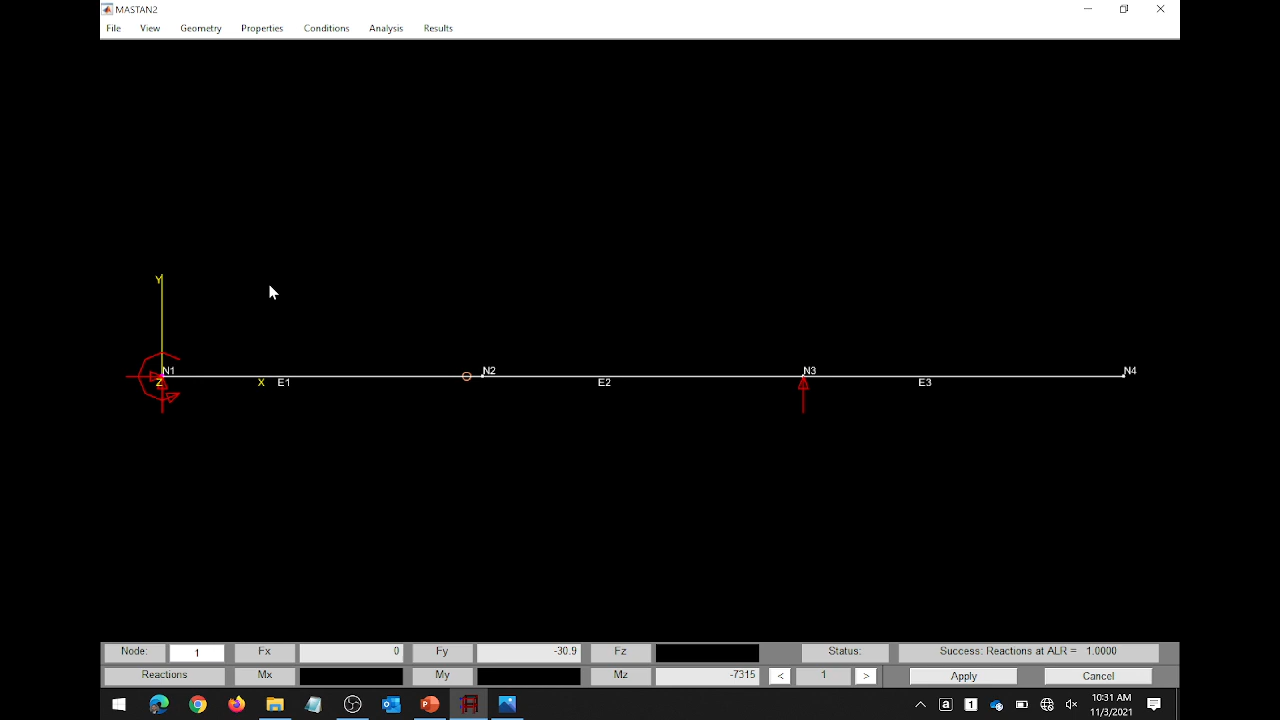 MASTAN2
File View Geometry Properties Conditions Analysis Results
Y
N1 N2 N3 N4
Z X E1 E2 E3
Node: 1 Fx 0 Fy -30.9 Fz Status: Success: Reactions at ALR = 1.0000
Reactions Mx My Mz -7315 < 1 > Apply Cancel
10:31 AM
11/3/2021